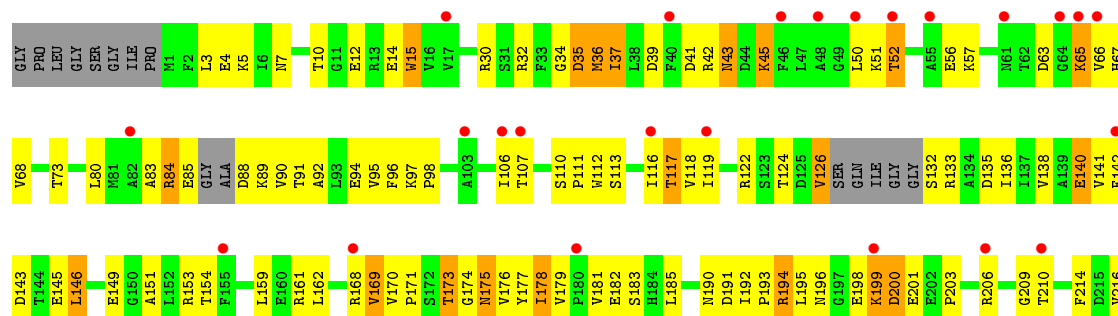 GLY PRO LEU GLY SER GLY ILE PRO M1 F2 L3 E4 K5 I6 N7 T10 G11 E12 R13 E14 W15 V16 V17 R30 S31 R32 F33 G34 D35 M36 I37 L38 D39 F40 D41 R42 N43 D44 K45 F46 L47 A48 G49 L50 K51 T52 A55 E56 K57 N61 T62 D63 G64 K65 V66 H67
V68 T73 L80 M81 A82 A83 R84 E85 GLY ALA D88 K89 V90 T91 A92 L93 E94 V95 F96 K97 P98 A103 I106 T107 S110 P111 W112 S113 I116 T117 V118 I119 R122 S123 T124 D125 V126 SER GLN ILE GLY GLY S132 R133 A134 D135 I136 I137 V138 A139 E140 V141
D143 T144 E145 L146 E149 G150 A151 L152 R153 T154 F155 L159 E160 R161 L162 R168 V169 V170 P171 S172 T173 G174 N175 V176 Y177 I178 V179 P180 V181 E182 S183 H184 L185 N190 D191 I192 P193 R194 L195 N196 G197 E198 K199 D200 E201 E202 P203 R206 G209 T210 F214 D215